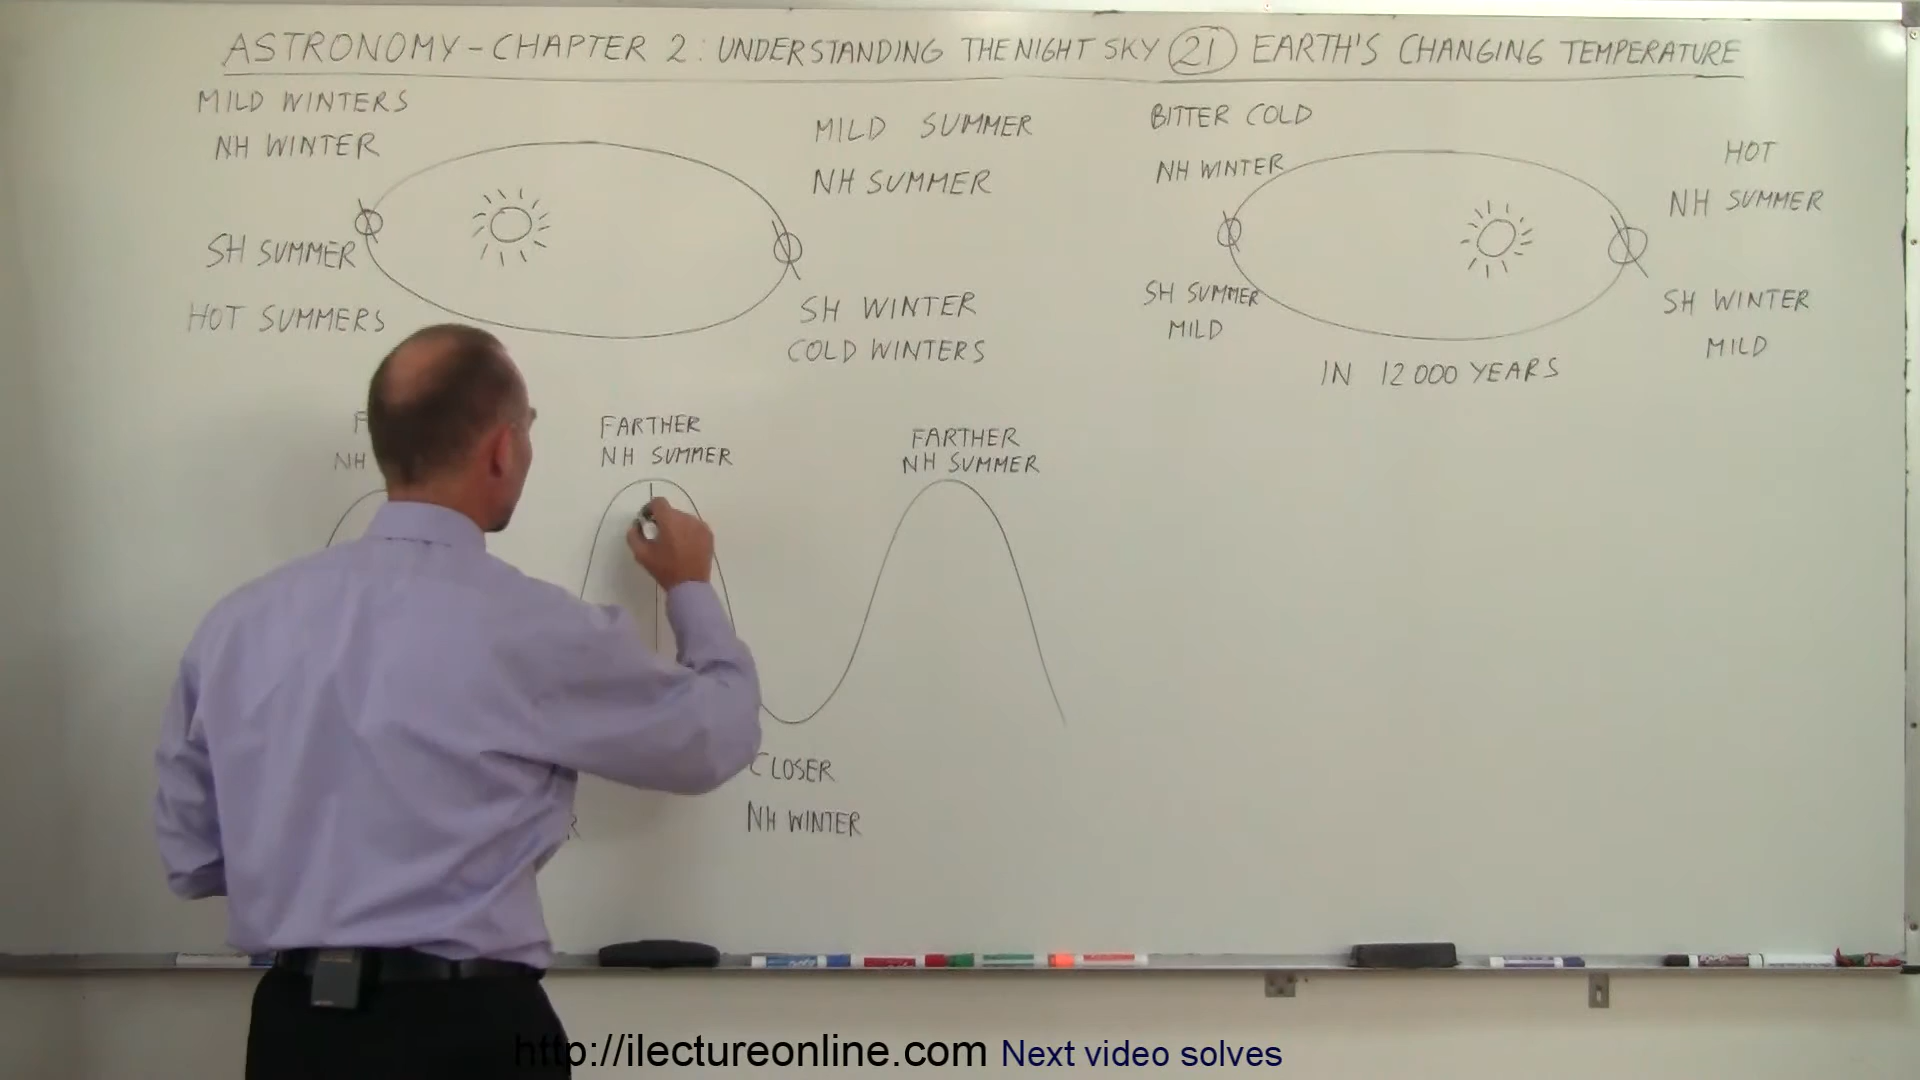 ASTRONOMY - CHAPTER 2 : UNDERSTANDING THE NIGHT SKY 21 EARTH'S CHANGING TEMPERATURE
MILD WINTERS
NH WINTER
SH SUMMER
HOT SUMMERS
MILD SUMMER
NH SUMMER
SH WINTER
COLD WINTERS
BITTER COLD
NH WINTER
SH SUMMER
MILD
HOT
NH SUMMER
SH WINTER
MILD
IN 12000 YEARS
NH
FARTHER
NH SUMMER
FARTHER
NH SUMMER
CLOSER
NH WINTER
http://ilectureonline.com Next video solves